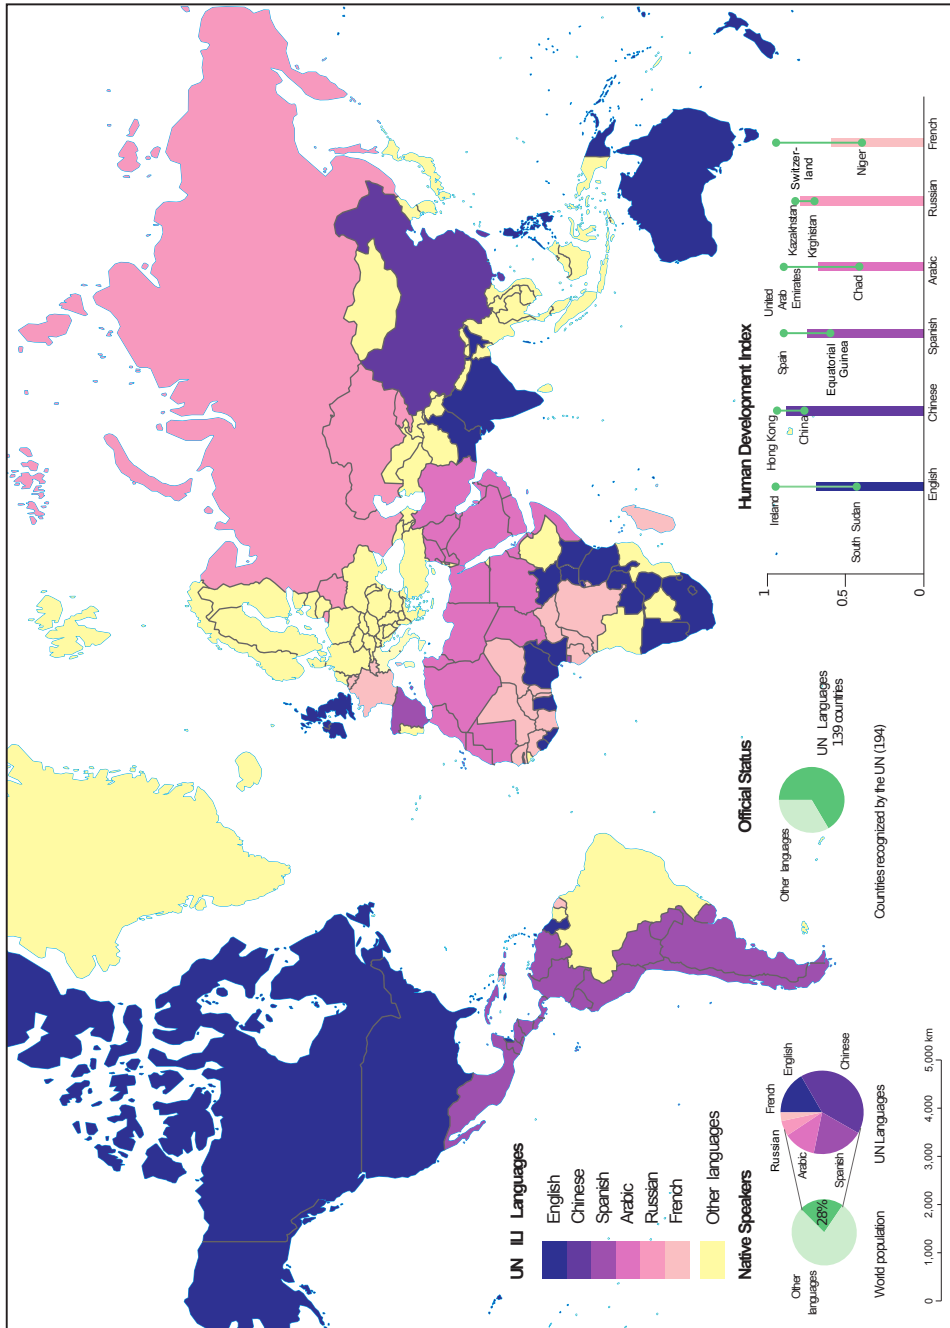 UN ILI Languages
English
Chinese
Spanish
Arabic
Russian
French
Other languages
Native Speakers
Other
languages
28%
World population
Russian
French
English
Arabic
Spanish
Chinese
UN Languages
0
1,000
2,000
3,000
4,000
5,000 km
Official Status
Other languages
UN Languages
139 countries
Countries recognized by the UN (194)
Human Development Index
1
0.5
0
Ireland
South Sudan
English
Hong Kong
China
Chinese
Spain
Equatorial
Guinea
Spanish
United
Arab
Emirates
Chad
Arabic
Kazakhstan
Kirghistan
Russian
Switzer-
land
Niger
French